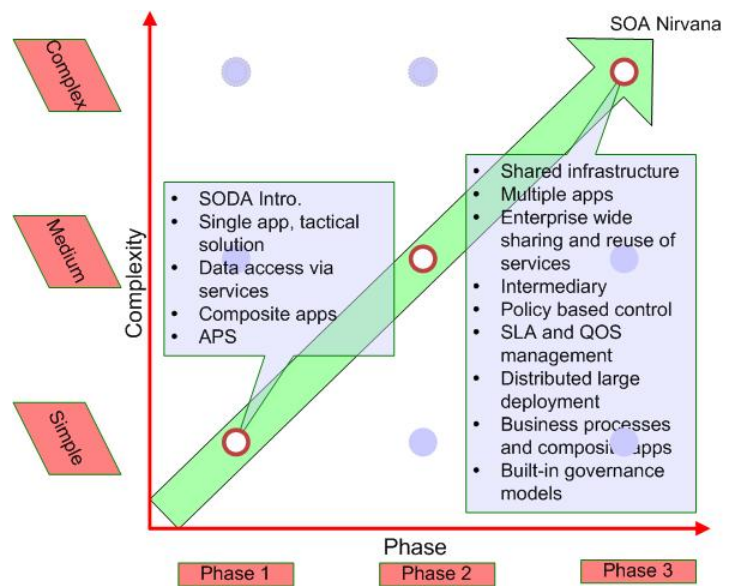 SOA Nirvana
Complex
Medium
Simple
Complexity
• SODA Intro.
• Single app, tactical
solution
• Data access via
services
• Composite apps
• APS
• Shared infrastructure
• Multiple apps
• Enterprise wide
sharing and reuse of
services
• Intermediary
• Policy based control
• SLA and QOS
management
• Distributed large
deployment
• Business processes
and composite apps
• Built-in governance
models
Phase
Phase 1
Phase 2
Phase 3